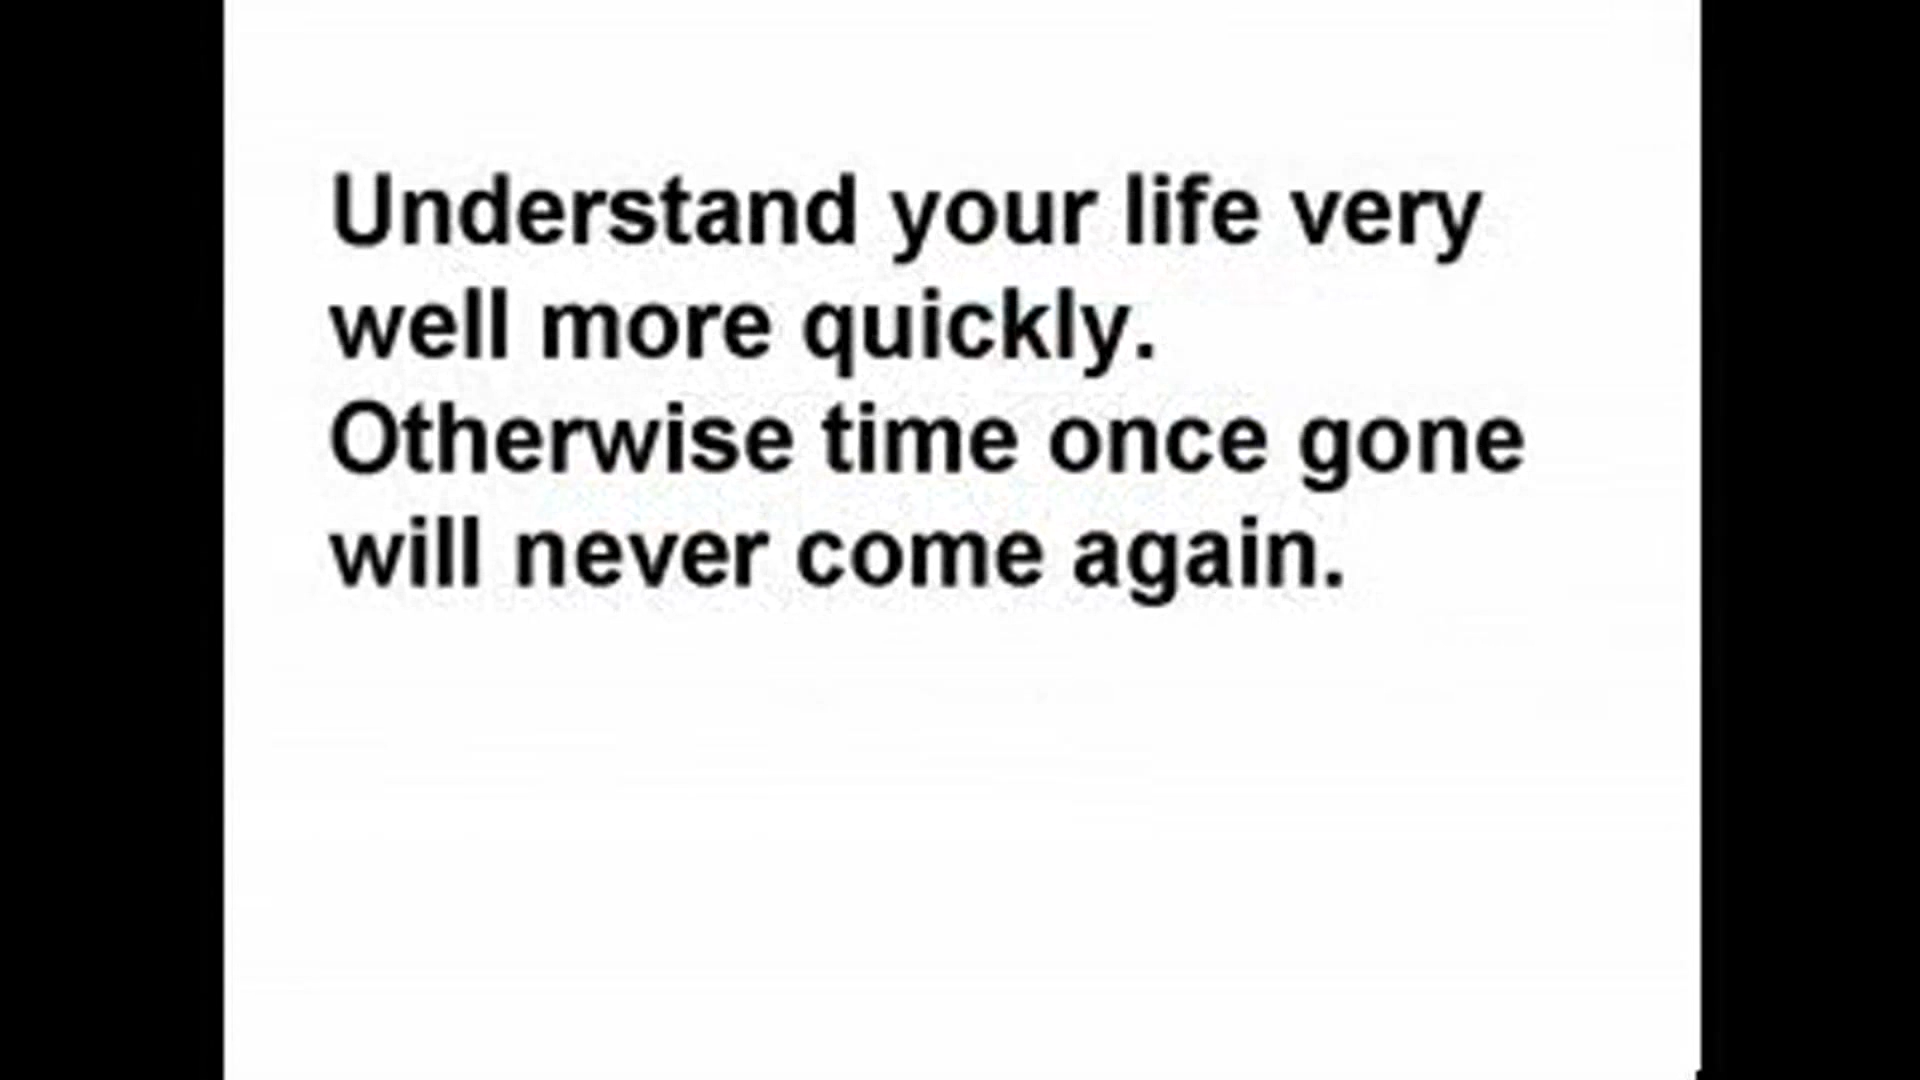 Understand your life very
well more quickly.
Otherwise time once gone
will never come again.